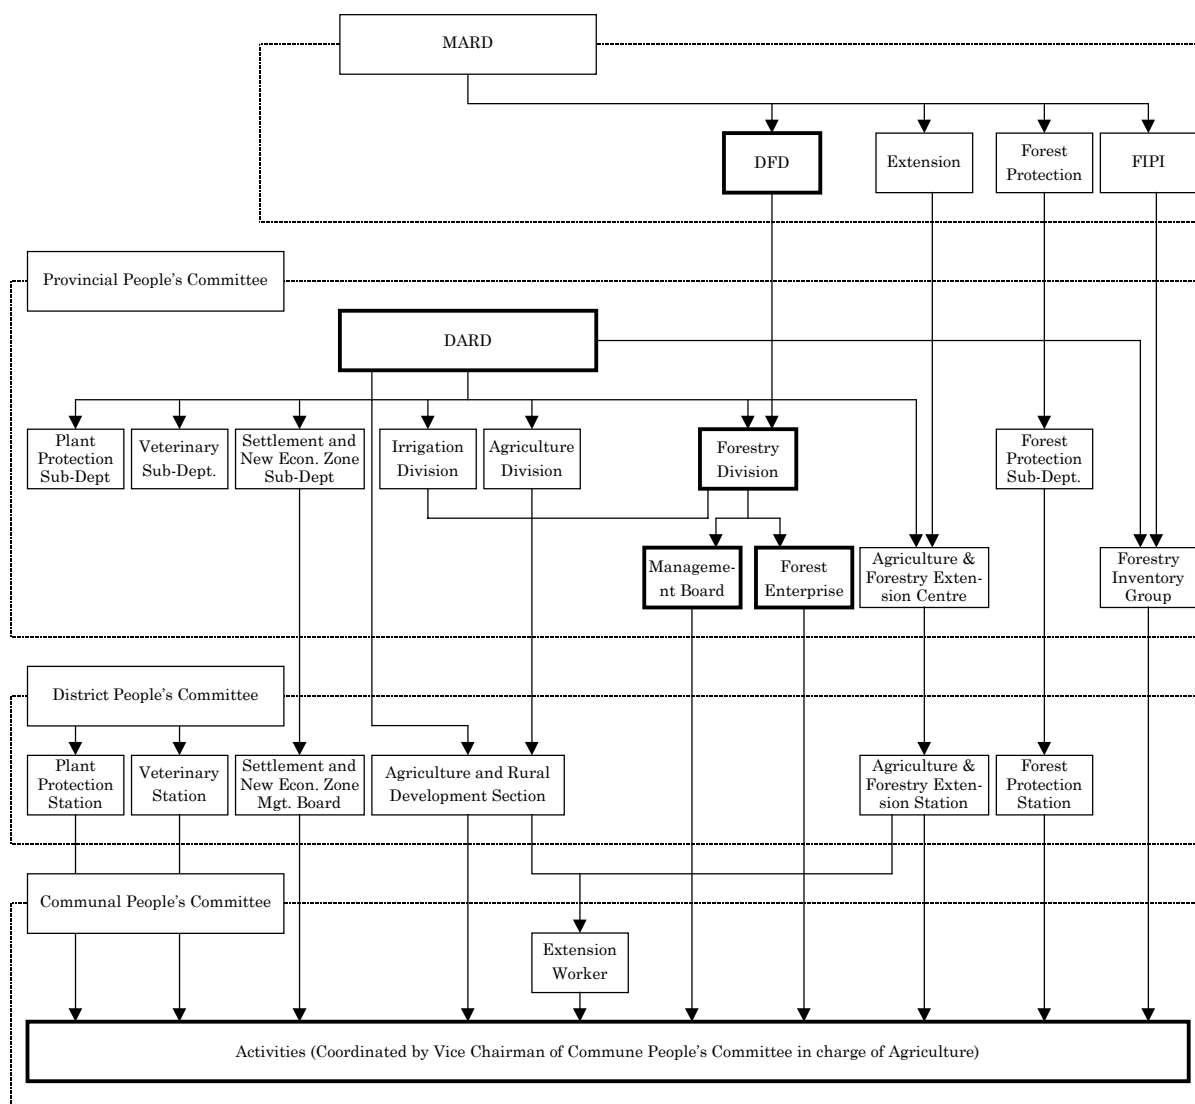 MARD
DFD
Extension
Forest
Protection
FIPI
Provincial People's Committee
DARD
Plant
Protection
Sub-Dept
Veterinary
Sub-Dept.
Settlement and
New Econ. Zone
Sub-Dept
Irrigation
Division
Agriculture
Division
Forestry
Division
Forest
Protection
Sub-Dept.
Manageme-
nt Board
Forest
Enterprise
Agriculture &
Forestry Exten-
sion Centre
Forestry
Inventory
Group
District People's Committee
Plant
Protection
Station
Veterinary
Station
Settlement and
New Econ. Zone
Mgt. Board
Agriculture and Rural
Development Section
Agriculture &
Forestry Exten-
sion Station
Forest
Protection
Station
Communal People's Committee
Extension
Worker
Activities (Coordinated by Vice Chairman of Commune People's Committee in charge of Agriculture)